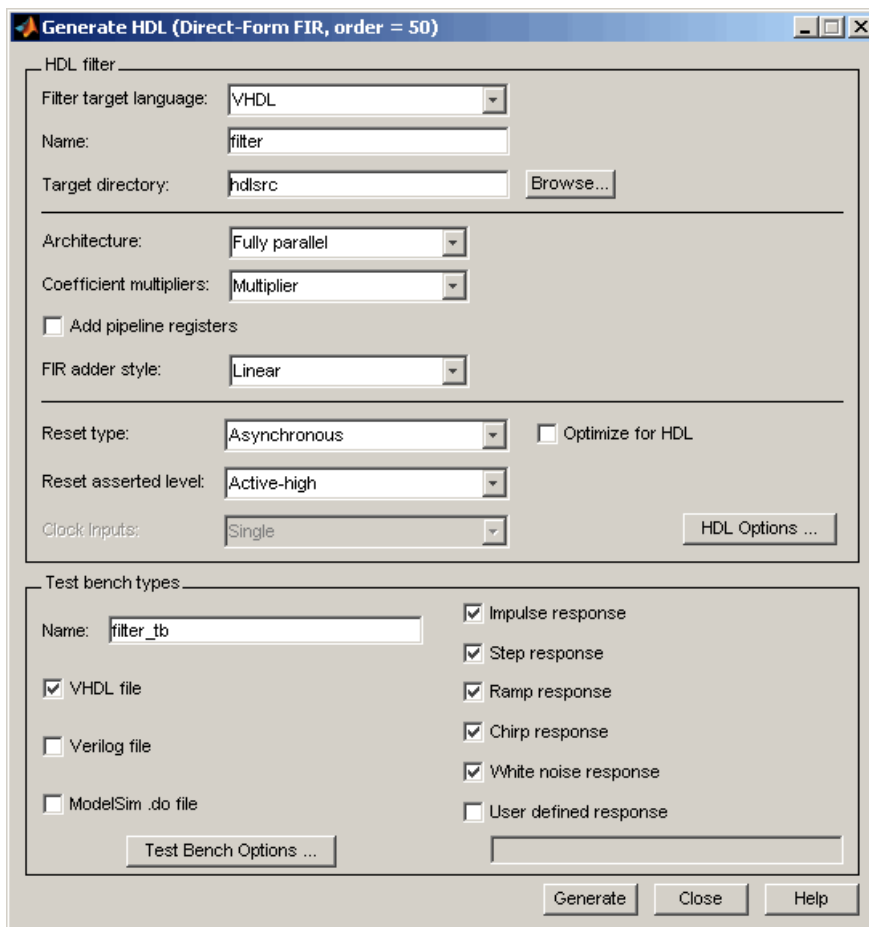 Generate HDL (Direct-Form FIR, order = 50)
HDL filter
Filter target language: VHDL
Name: filter
Target directory: hdlsrc Browse...
Architecture: Fully parallel
Coefficient multipliers: Multiplier
Add pipeline registers
FIR adder style: Linear
Reset type: Asynchronous Optimize for HDL
Reset asserted level: Active-high
Clock Inputs: Single HDL Options ...
Test bench types
Name: filter_tb
Impulse response
Step response
VHDL file
Ramp response
Chirp response
Verilog file
White noise response
ModelSim .do file
User defined response
Test Bench Options ...
Generate Close Help